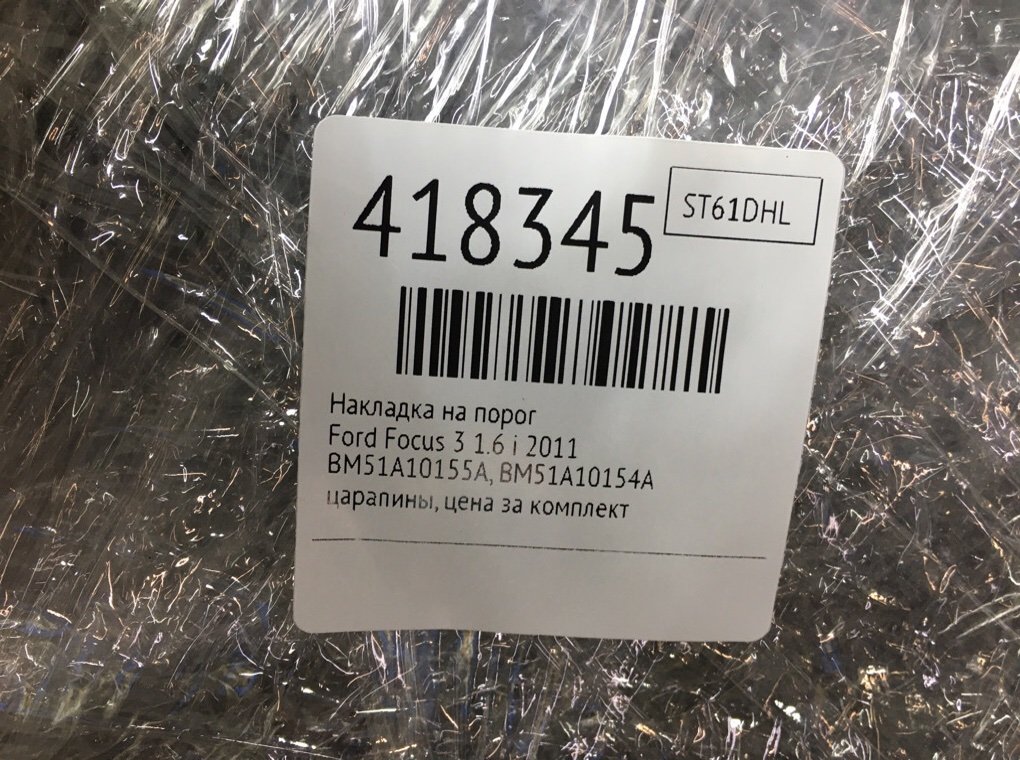 418345
ST61DHL
Накладка на порог
Ford Focus 3 1.6 i 2011
BM51A10155A, BM51A10154A
царапины, цена за комплект